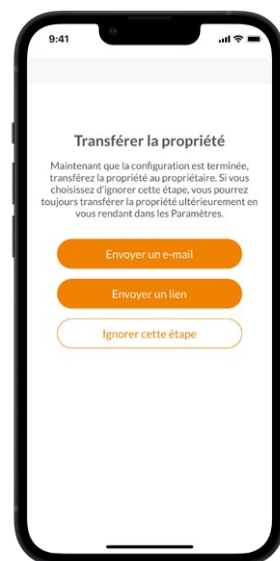 9:41
Transférer la propriété
Maintenant que la configuration est terminée,
transférez la propriété au propriétaire. Si vous
choisissez d'ignorer cette étape, vous pourrez
toujours transférer la propriété ultérieurement en
vous rendant dans les Paramètres.
Envoyer un e-mail
Envoyer un lien
Ignorer cette étape